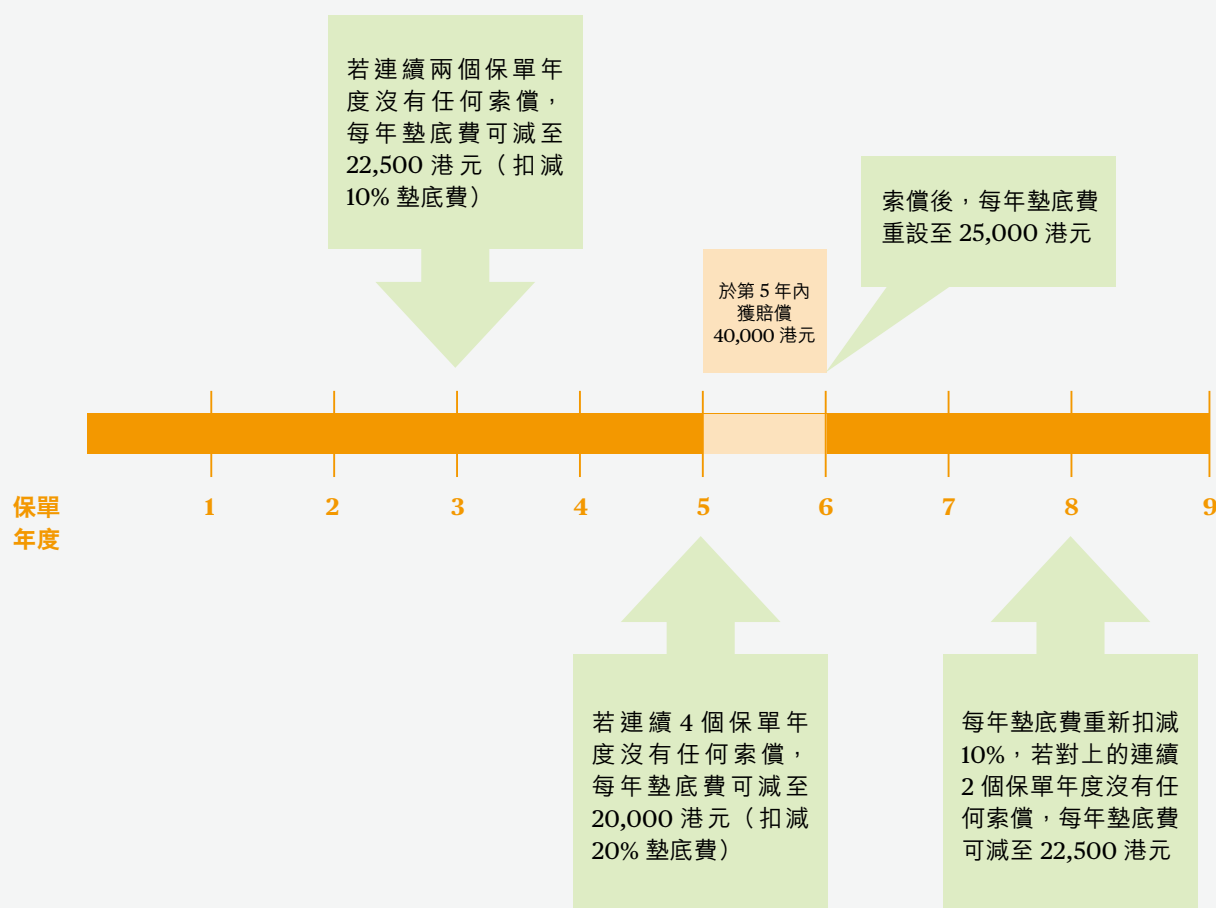 若連續兩個保單年
度沒有任何索償，
每年墊底費可減至
22,500 港元（扣減
10% 墊底費）
索償後，每年墊底費
重設至 25,000 港元
於第 5 年內
獲賠償
40,000 港元
保單
年度
1 2 3 4 5 6 7 8 9
若連續 4 個保單年
度沒有任何索償，
每年墊底費可減至
20,000 港元（扣減
20% 墊底費）
每年墊底費重新扣減
10%，若對上的連續
2 個保單年度沒有任
何索償，每年墊底費
可減至 22,500 港元